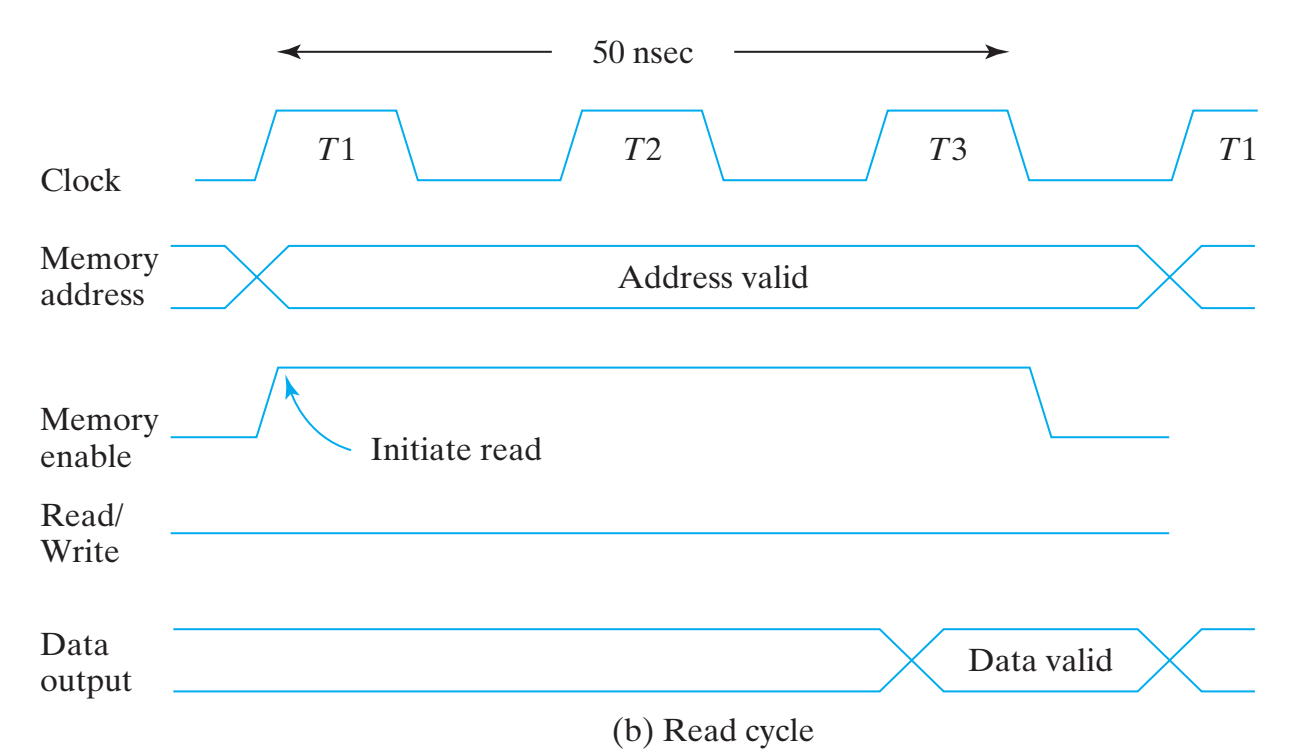 50 nsec
T1 T2 T3 T1
Clock
Memory
address
Address valid
Memory
enable
Initiate read
Read/
Write
Data
output
Data valid
(b) Read cycle